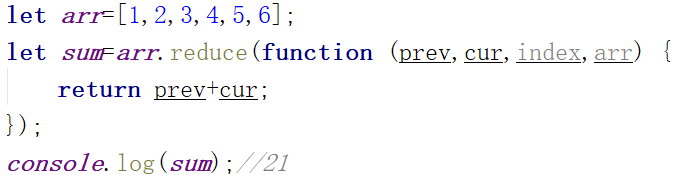 let arr=[1,2,3,4,5,6];
let sum=arr.reduce(function (prev,cur,index,arr) {
    return prev+cur;
});
console.log(sum);//21